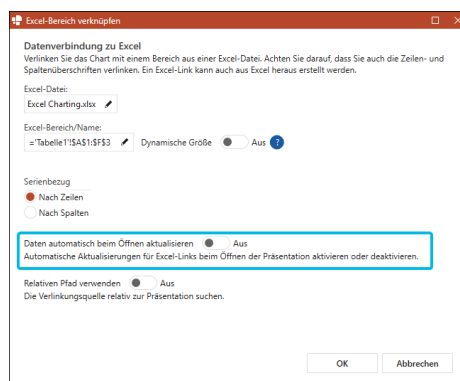 Excel-Bereich verknüpfen
Datenverbindung zu Excel
Verlinken Sie das Chart mit einem Bereich aus einer Excel-Datei. Achten Sie darauf, dass Sie auch die Zeilen- und
Spaltenüberschriften verlinken. Ein Excel-Link kann auch aus Excel heraus erstellt werden.
Excel-Datei:
Excel Charting.xlsx
Excel-Bereich/Name:
='Tabelle1'!$A$1:$F$3 Dynamische Größe Aus ?
Serienbezug
Nach Zeilen
Nach Spalten
Daten automatisch beim Öffnen aktualisieren Aus
Automatische Aktualisierungen für Excel-Links beim Öffnen der Präsentation aktivieren oder deaktivieren.
Relativen Pfad verwenden Aus
Die Verlinkungsquelle relativ zur Präsentation suchen.
OK Abbrechen